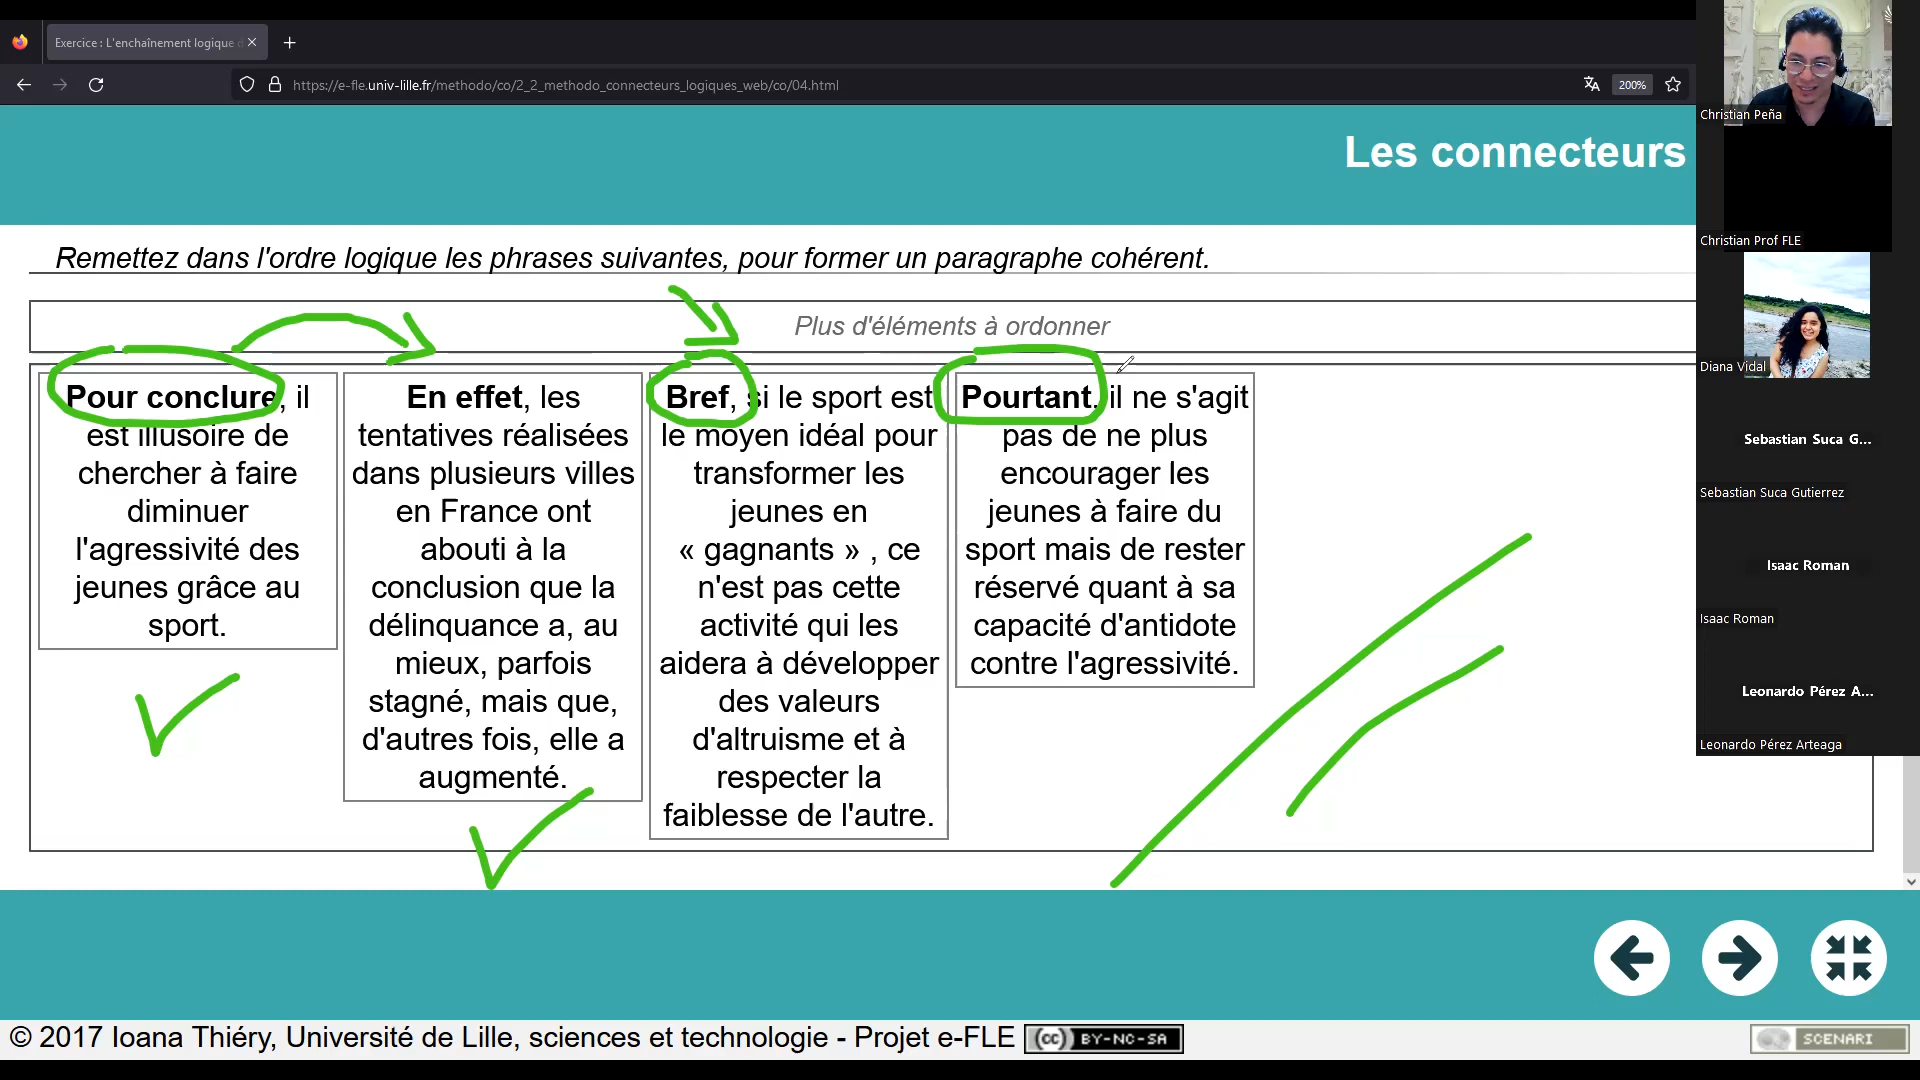 Exercice : L'enchaînement logique d
https://e-fle.univ-lille.fr/methodo/co/2_2_methodo_connecteurs_logiques_web/co/04.html
200%
Les connecteurs
Remettez dans l'ordre logique les phrases suivantes, pour former un paragraphe cohérent.
Plus d'éléments à ordonner
Pour conclure, il
est illusoire de
chercher à faire
diminuer
l'agressivité des
jeunes grâce au
sport.
En effet, les
tentatives réalisées
dans plusieurs villes
en France ont
abouti à la
conclusion que la
délinquance a, au
mieux, parfois
stagné, mais que,
d'autres fois, elle a
augmenté.
Bref, si le sport est
le moyen idéal pour
transformer les
jeunes en
« gagnants » , ce
n'est pas cette
activité qui les
aidera à développer
des valeurs
d'altruisme et à
respecter la
faiblesse de l'autre.
Pourtant, il ne s'agit
pas de ne plus
encourager les
jeunes à faire du
sport mais de rester
réservé quant à sa
capacité d'antidote
contre l'agressivité.
Christian Peña
Christian Prof FLE
Diana Vidal
Sebastian Suca G...
Sebastian Suca Gutierrez
Isaac Roman
Isaac Roman
Leonardo Pérez A...
Leonardo Pérez Arteaga
© 2017 Ioana Thiéry, Université de Lille, sciences et technologie - Projet e-FLE
(cc) BY-NC-SA
SCENARI